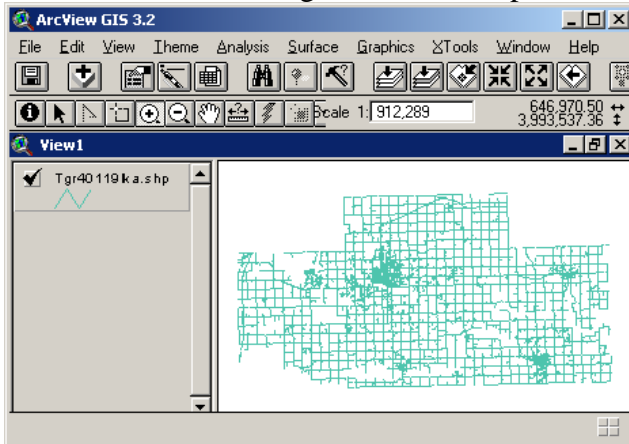 ArcView GIS 3.2
File Edit View Theme Analysis Surface Graphics XTools Window Help
Scale 1: 912,289 646,970.50
3,993,537.36
View1
Tgr40119lka.shp